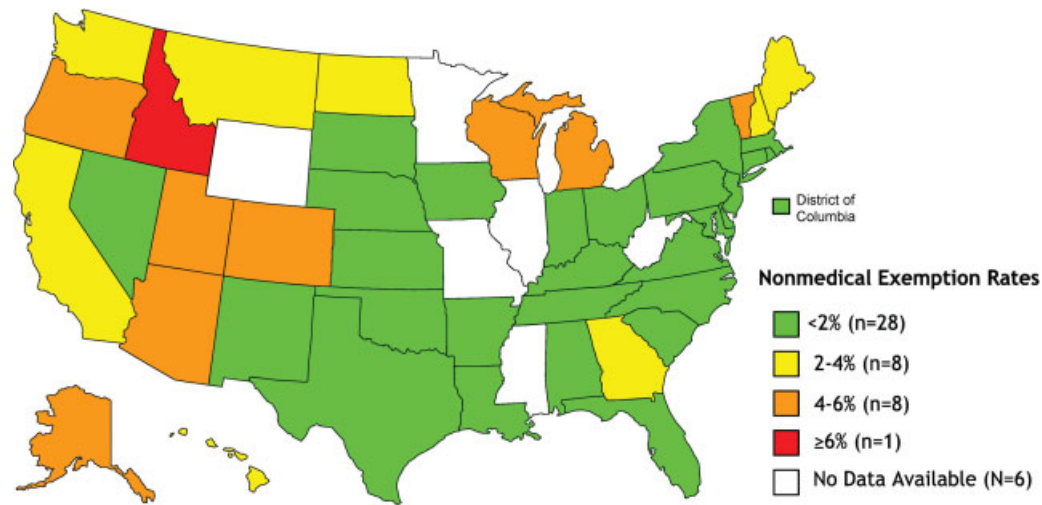 District of
Columbia
Nonmedical Exemption Rates
<2% (n=28)
2-4% (n=8)
4-6% (n=8)
≥6% (n=1)
No Data Available (N=6)